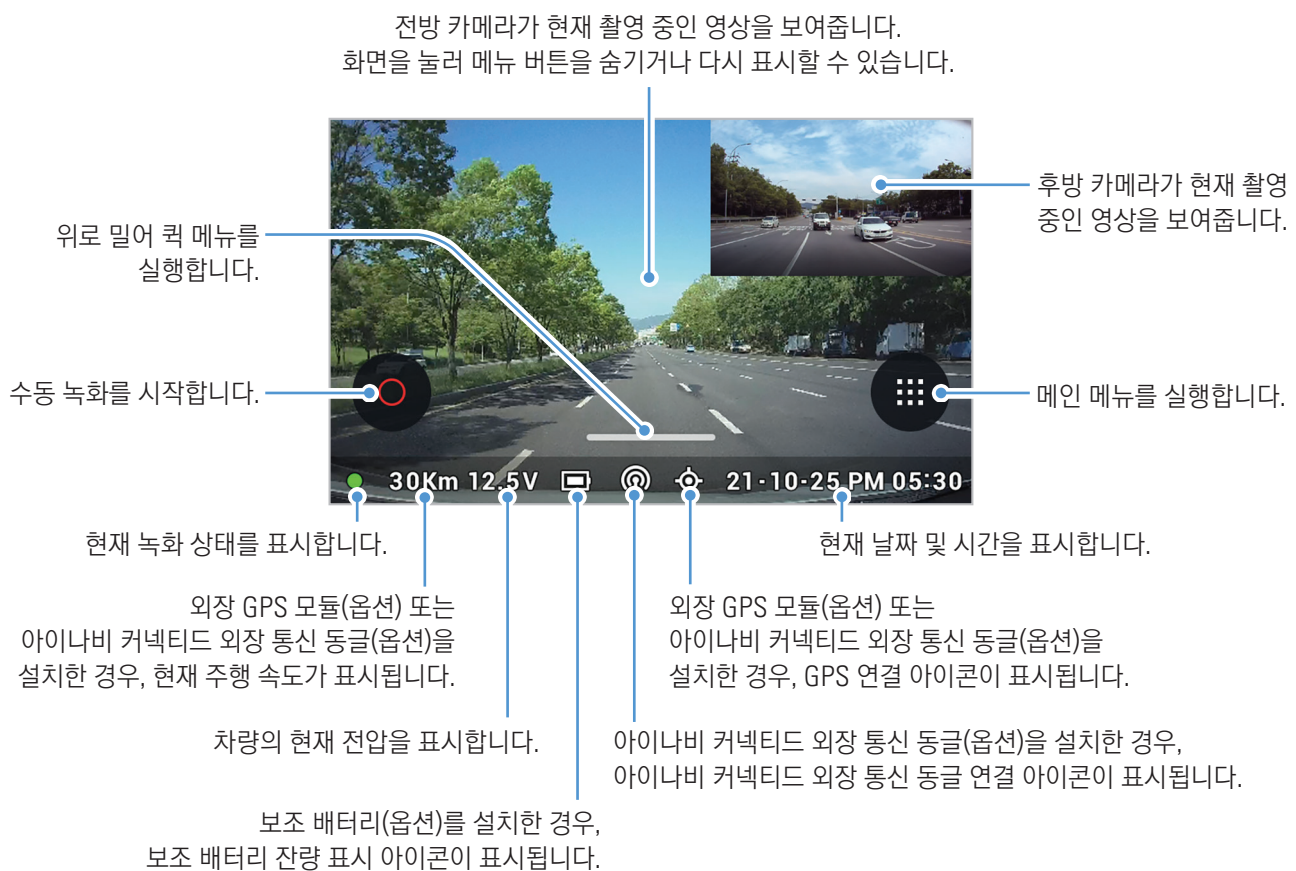 전방 카메라가 현재 촬영 중인 영상을 보여줍니다.
화면을 눌러 메뉴 버튼을 숨기거나 다시 표시할 수 있습니다.
후방 카메라가 현재 촬영
중인 영상을 보여줍니다.
위로 밀어 퀵 메뉴를
실행합니다.
수동 녹화를 시작합니다.
메인 메뉴를 실행합니다.
30Km 12.5V 21-10-25 PM 05:30
현재 녹화 상태를 표시합니다.
현재 날짜 및 시간을 표시합니다.
외장 GPS 모듈(옵션) 또는
아이나비 커넥티드 외장 통신 동글(옵션)을
설치한 경우, 현재 주행 속도가 표시됩니다.
외장 GPS 모듈(옵션) 또는
아이나비 커넥티드 외장 통신 동글(옵션)을
설치한 경우, GPS 연결 아이콘이 표시됩니다.
차량의 현재 전압을 표시합니다.
아이나비 커넥티드 외장 통신 동글(옵션)을 설치한 경우,
아이나비 커넥티드 외장 통신 동글 연결 아이콘이 표시됩니다.
보조 배터리(옵션)를 설치한 경우,
보조 배터리 잔량 표시 아이콘이 표시됩니다.